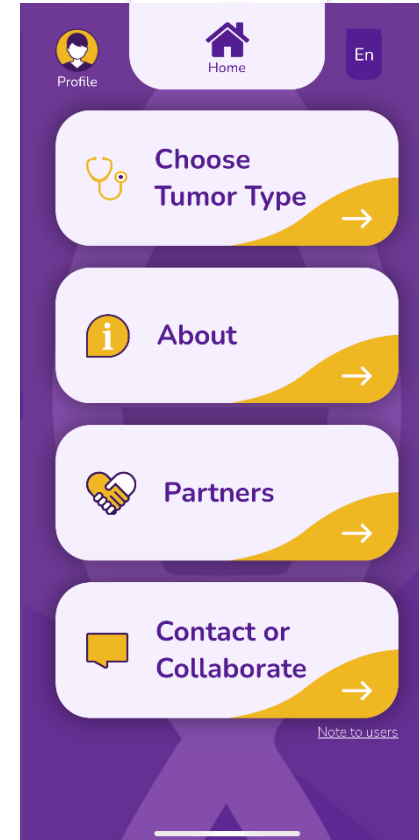 Profile
Home
En
Choose
Tumor Type
About
Partners
Contact or
Collaborate
Note to users